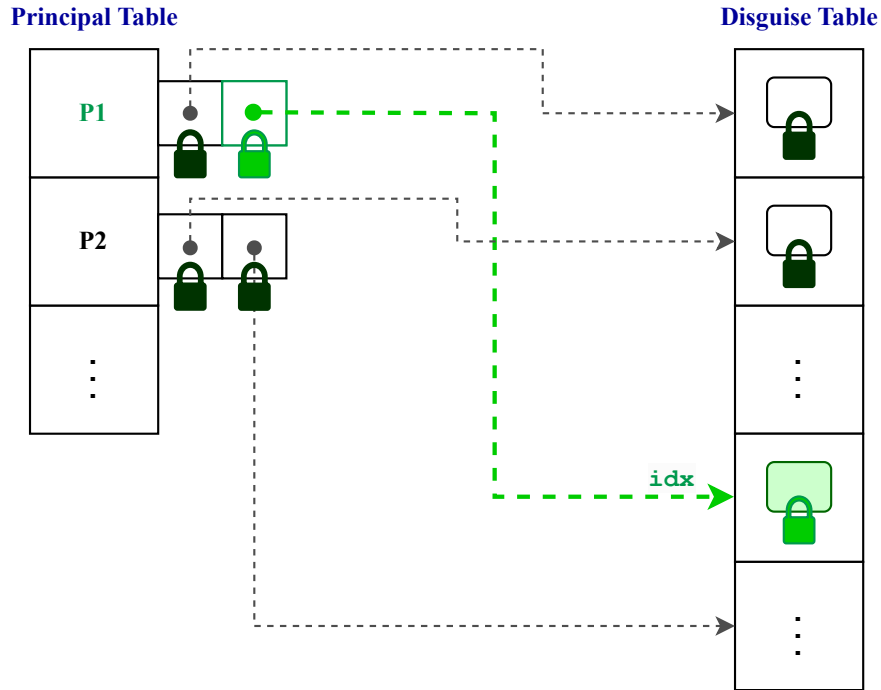 Principal Table
Disguise Table
P1
P2
⋮
⋮
idx
⋮